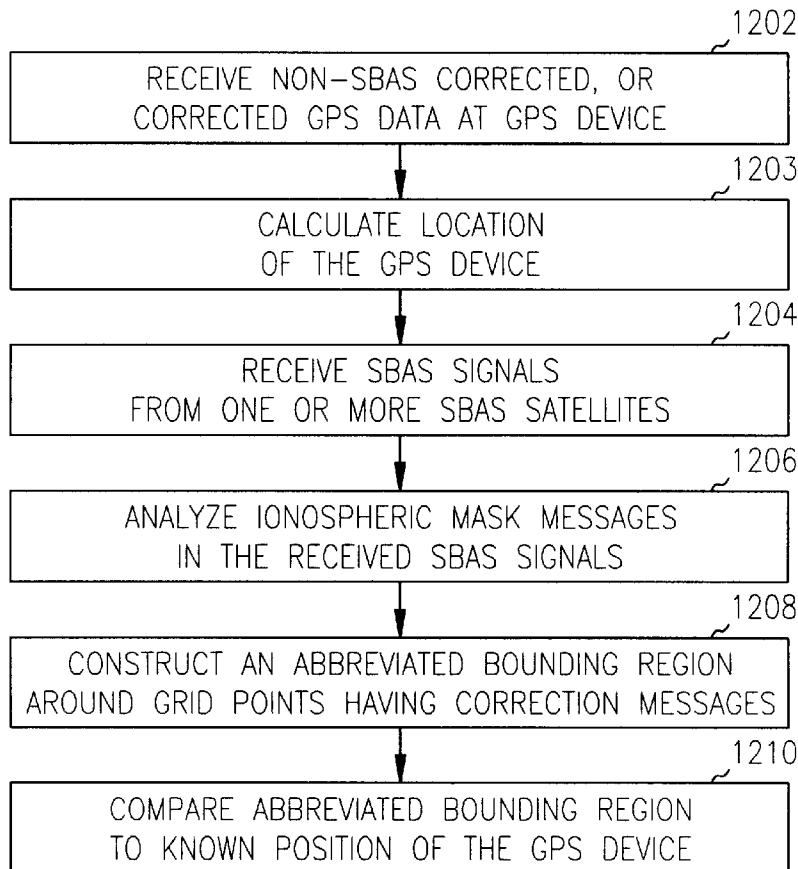 1202
RECEIVE NON-SBAS CORRECTED, OR
CORRECTED GPS DATA AT GPS DEVICE
1203
CALCULATE LOCATION
OF THE GPS DEVICE
1204
RECEIVE SBAS SIGNALS
FROM ONE OR MORE SBAS SATELLITES
1206
ANALYZE IONOSPHERIC MASK MESSAGES
IN THE RECEIVED SBAS SIGNALS
1208
CONSTRUCT AN ABBREVIATED BOUNDING REGION
AROUND GRID POINTS HAVING CORRECTION MESSAGES
1210
COMPARE ABBREVIATED BOUNDING REGION
TO KNOWN POSITION OF THE GPS DEVICE